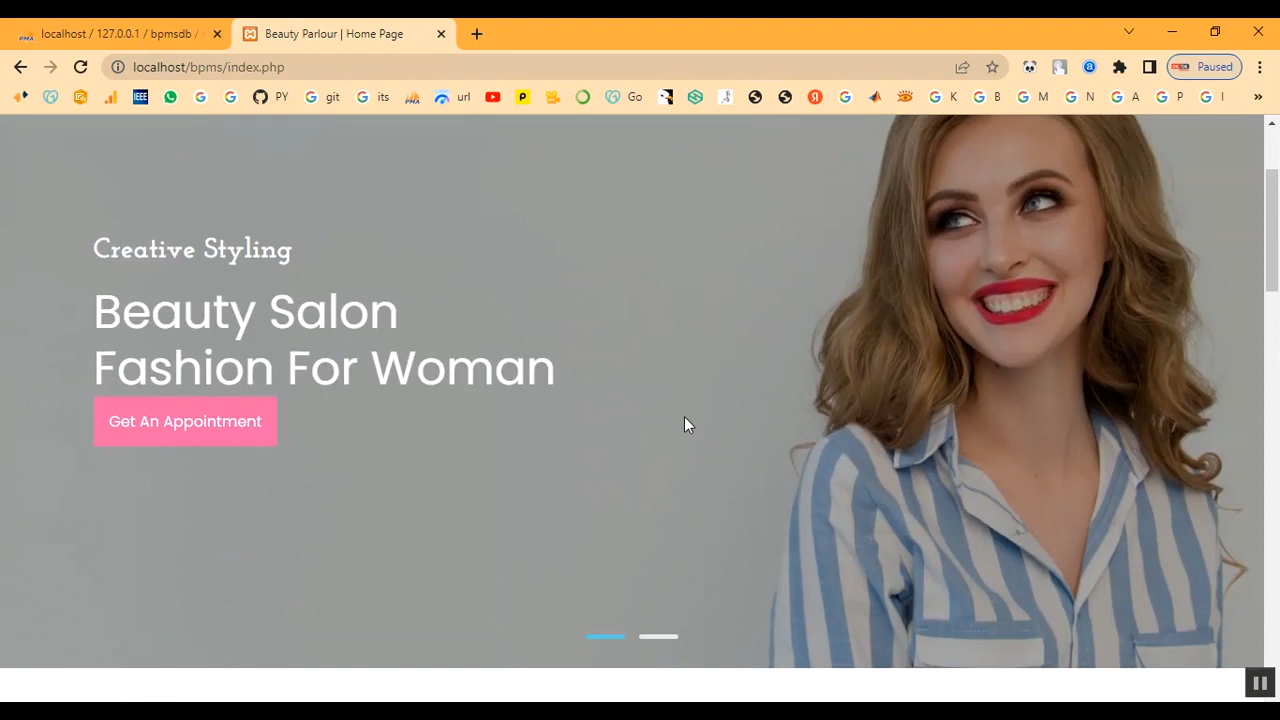 localhost / 127.0.0.1 / bpmsdb /
Beauty Parlour | Home Page
localhost/bpms/index.php
Paused
IEEE
PY
git
its
url
Go
K
B
M
N
A
P
I
Creative Styling
Beauty Salon
Fashion For Woman
Get An Appointment